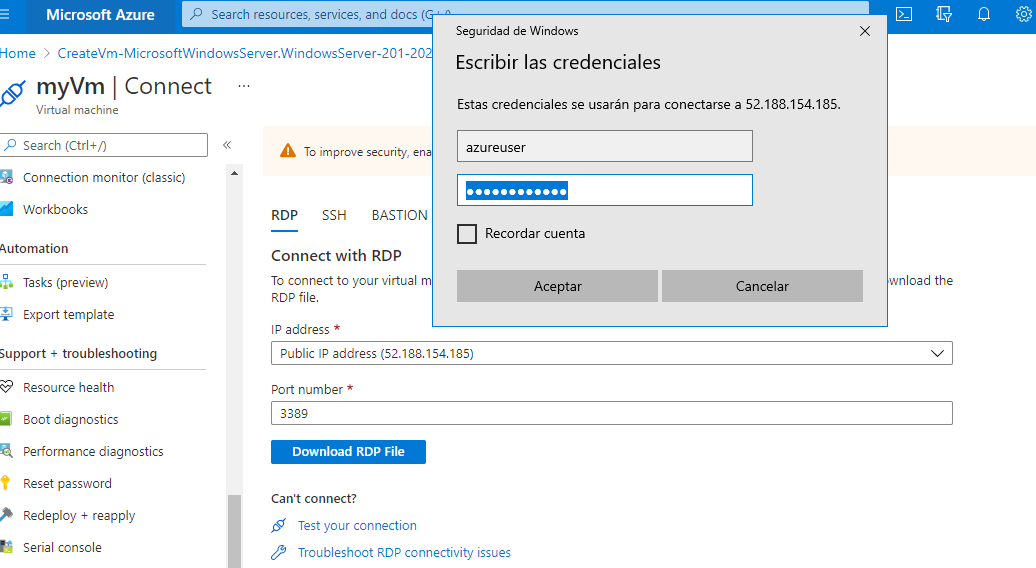 Microsoft Azure
Search resources, services, and docs (G+/)
Home > CreateVm-MicrosoftWindowsServer.WindowsServer-201-202
myVm | Connect ...
Virtual machine
Search (Ctrl+/)
«
Connection monitor (classic)
Workbooks
Automation
Tasks (preview)
Export template
Support + troubleshooting
Resource health
Boot diagnostics
Performance diagnostics
Reset password
Redeploy + reapply
Serial console
To improve security, ena
RDP SSH BASTION
Connect with RDP
To connect to your virtual m wnload the
RDP file.
IP address *
Public IP address (52.188.154.185)
Port number *
3389
Download RDP File
Can't connect?
Test your connection
Troubleshoot RDP connectivity issues
Seguridad de Windows
Escribir las credenciales
Estas credenciales se usarán para conectarse a 52.188.154.185.
azureuser
●●●●●●●●●●●●
Recordar cuenta
Aceptar
Cancelar